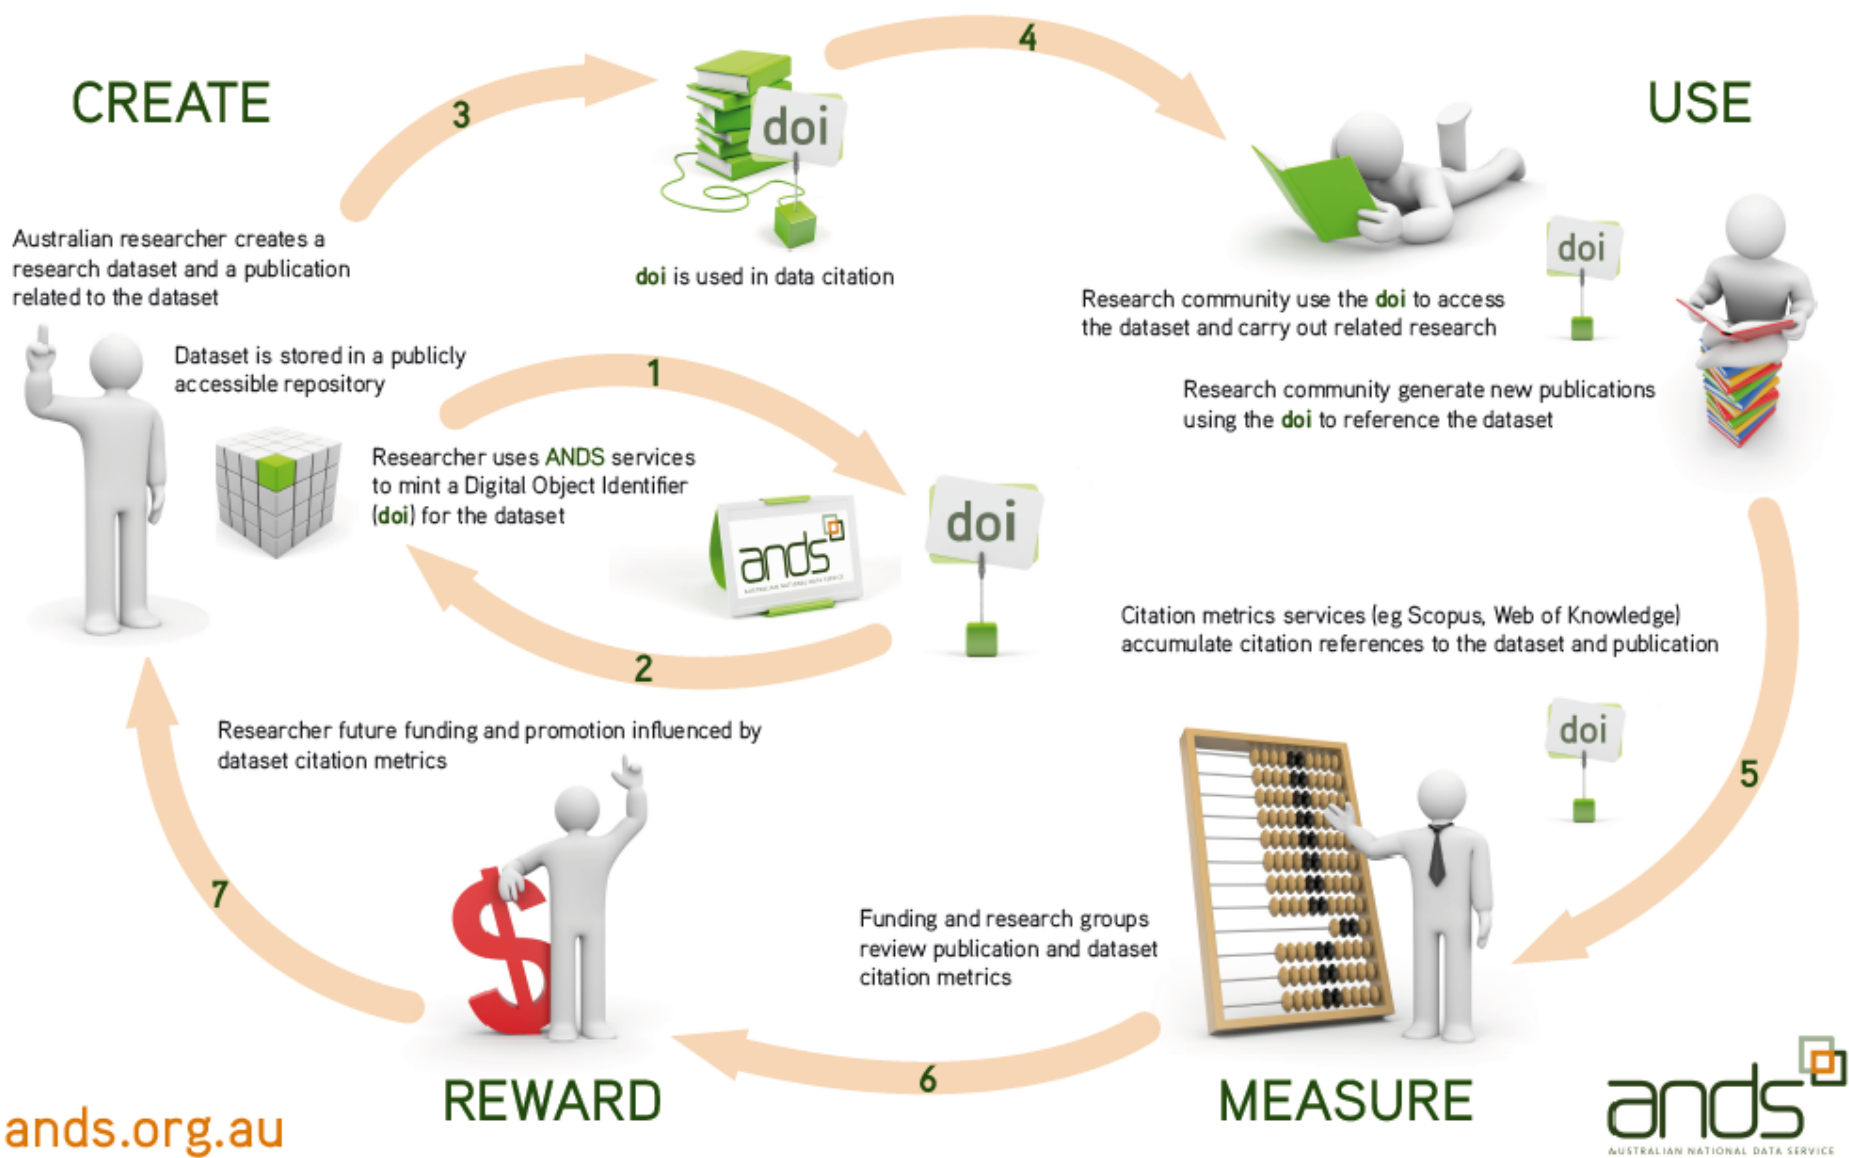 CREATE
3
4
USE
doi
doi is used in data citation
Australian researcher creates a
research dataset and a publication
related to the dataset
Dataset is stored in a publicly
accessible repository
1
Researcher uses ANDS services
to mint a Digital Object Identifier
(doi) for the dataset
ands
AUSTRALIAN NATIONAL DATA SERVICE
doi
2
doi
Research community use the doi to access
the dataset and carry out related research
Research community generate new publications
using the doi to reference the dataset
Citation metrics services (eg Scopus, Web of Knowledge)
accumulate citation references to the dataset and publication
doi
5
Researcher future funding and promotion influenced by
dataset citation metrics
7
Funding and research groups
review publication and dataset
citation metrics
6
REWARD
MEASURE
ands.org.au
ands
AUSTRALIAN NATIONAL DATA SERVICE